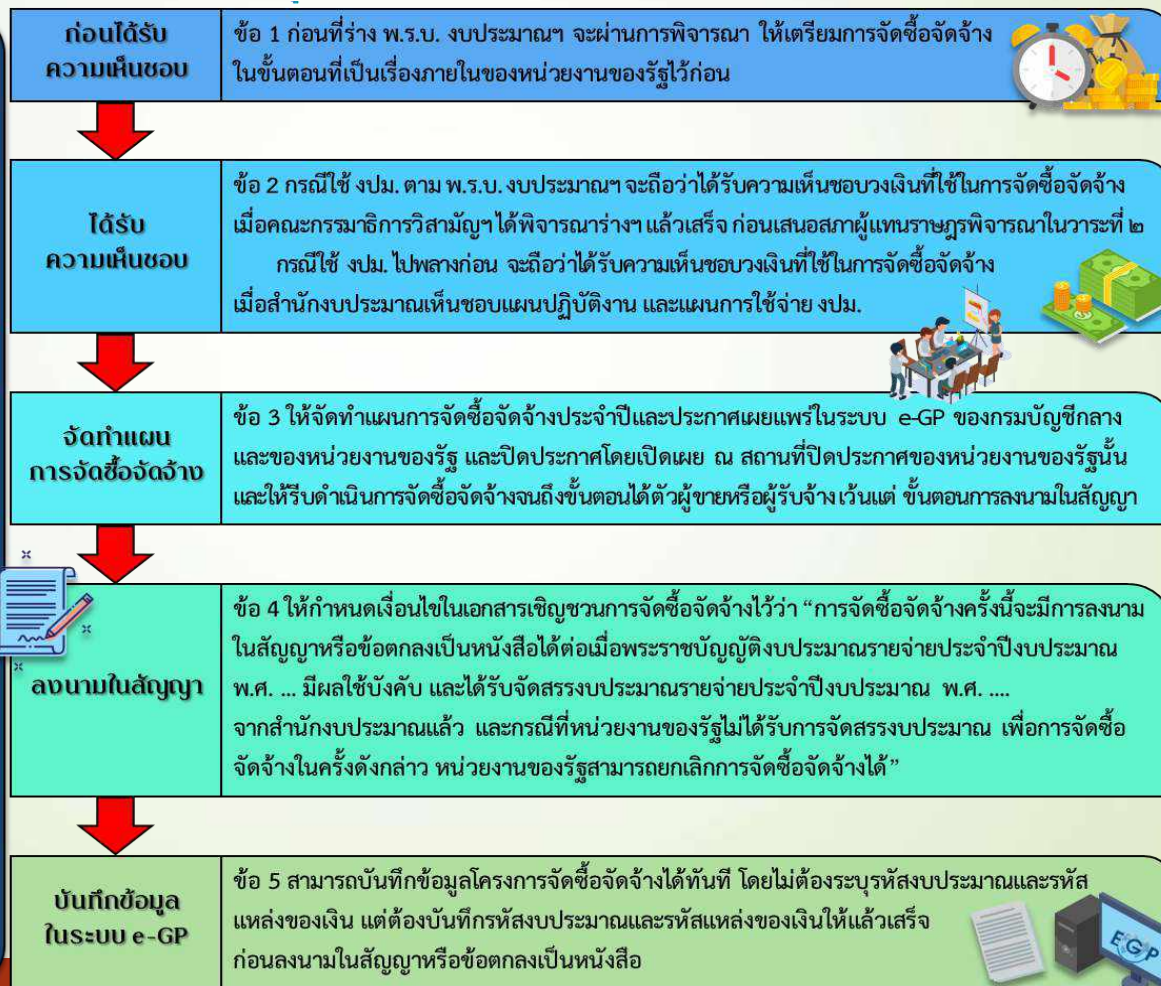 ก่อนได้รับ
ความเห็นชอบ
ข้อ 1 ก่อนที่ร่าง พ.ร.บ. งบประมาณฯ จะผ่านการพิจารณา ให้เตรียมการจัดซื้อจัดจ้าง
ในขั้นตอนที่เป็นเรื่องภายในของหน่วยงานของรัฐไว้ก่อน
ได้รับ
ความเห็นชอบ
ข้อ 2 กรณีใช้ งปม. ตาม พ.ร.บ. งบประมาณฯ จะถือว่าได้รับความเห็นชอบวงเงินที่ใช้ในการจัดซื้อจัดจ้าง
เมื่อคณะกรรมาธิการวิสามัญฯ ได้พิจารณาร่างฯ แล้วเสร็จ ก่อนเสนอสภาผู้แทนราษฎรพิจารณาในวาระที่ ๒
กรณีใช้ งปม. ไปพลางก่อน จะถือว่าได้รับความเห็นชอบวงเงินที่ใช้ในการจัดซื้อจัดจ้าง
เมื่อสำนักงบประมาณเห็นชอบแผนปฏิบัติงาน และแผนการใช้จ่าย งปม.
จัดทำแผน
การจัดซื้อจัดจ้าง
ข้อ 3 ให้จัดทำแผนการจัดซื้อจัดจ้างประจำปีและประกาศเผยแพร่ในระบบ e-GP ของกรมบัญชีกลาง
และของหน่วยงานของรัฐ และปิดประกาศโดยเปิดเผย ณ สถานที่ปิดประกาศของหน่วยงานของรัฐนั้น
และให้รีบดำเนินการจัดซื้อจัดจ้างจนถึงขั้นตอนได้ตัวผู้ขายหรือผู้รับจ้าง เว้นแต่ ขั้นตอนการลงนามในสัญญา
ลงนามในสัญญา
ข้อ 4 ให้กำหนดเงื่อนไขในเอกสารเชิญชวนการจัดซื้อจัดจ้างไว้ว่า “การจัดซื้อจัดจ้างครั้งนี้จะมีการลงนาม
ในสัญญาหรือข้อตกลงเป็นหนังสือได้ต่อเมื่อพระราชบัญญัติงบประมาณรายจ่ายประจำปีงบประมาณ
พ.ศ. ... มีผลใช้บังคับ และได้รับจัดสรรงบประมาณรายจ่ายประจำปีงบประมาณ พ.ศ. ....
จากสำนักงบประมาณแล้ว และกรณีที่หน่วยงานของรัฐไม่ได้รับการจัดสรรงบประมาณ เพื่อการจัดซื้อ
จัดจ้างในครั้งดังกล่าว หน่วยงานของรัฐสามารถยกเลิกการจัดซื้อจัดจ้างได้”
บันทึกข้อมูล
ในระบบ e-GP
ข้อ 5 สามารถบันทึกข้อมูลโครงการจัดซื้อจัดจ้างได้ทันที โดยไม่ต้องระบุรหัสงบประมาณและรหัส
แหล่งของเงิน แต่ต้องบันทึกรหัสงบประมาณและรหัสแหล่งของเงินให้แล้วเสร็จ
ก่อนลงนามในสัญญาหรือข้อตกลงเป็นหนังสือ
EGP